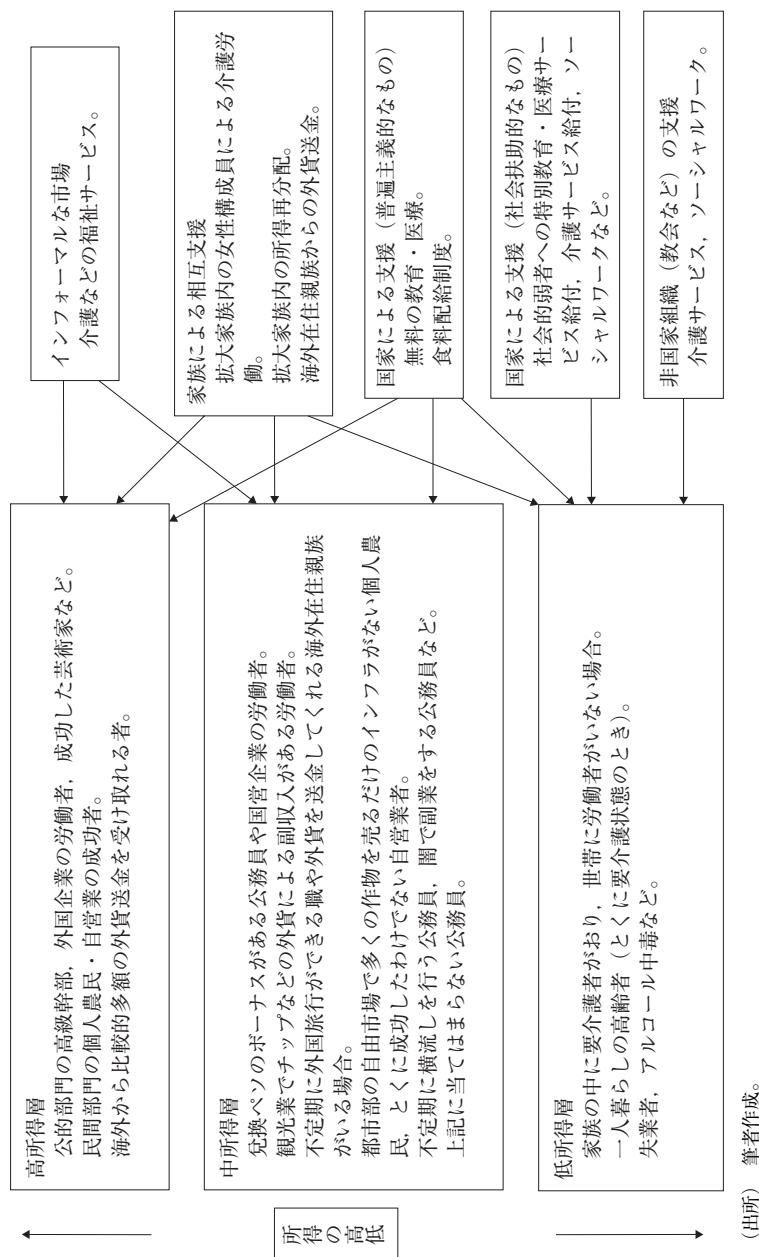 所得の高低
高所得層
公的部門の高級幹部，外国企業の労働者，成功した芸術家など。
民間部門の個人農民・自営業の成功者。
海外から比較的多額の外貨送金を受け取れる者。
中所得層
兌換ペソのボーナスがある公務員や国営企業の労働者。
観光業でチップなどの外貨による副収入がある労働者。
不定期に外国旅行ができる職や外貨を送金してくれる海外在住親族
がいる場合。
都市部の自由市場で多くの作物を売るだけのインフラがない個人農
民，とくに成功したわけでない自営業者。
不定期に横流しを行う公務員，闇で副業をする公務員など。
上記に当てはまらない公務員。
低所得層
家族の中に要介護者がおり，世帯に労働者がいない場合。
一人暮らしの高齢者（とくに要介護状態のとき）。
失業者，アルコール中毒など。
インフォーマルな市場
介護などの福祉サービス。
家族による相互支援
拡大家族内の女性構成員による介護労
働。
拡大家族内の所得再分配。
海外在住親族からの外貨送金。
国家による支援（普遍主義的なもの）
無料の教育・医療。
食料配給制度。
国家による支援（社会扶助的なもの）
社会的弱者への特別教育・医療サー
ビス給付，介護サービス給付，ソー
シャルワークなど。
非国家組織（教会など）の支援
介護サービス，ソーシャルワーク。
（出所） 筆者作成。